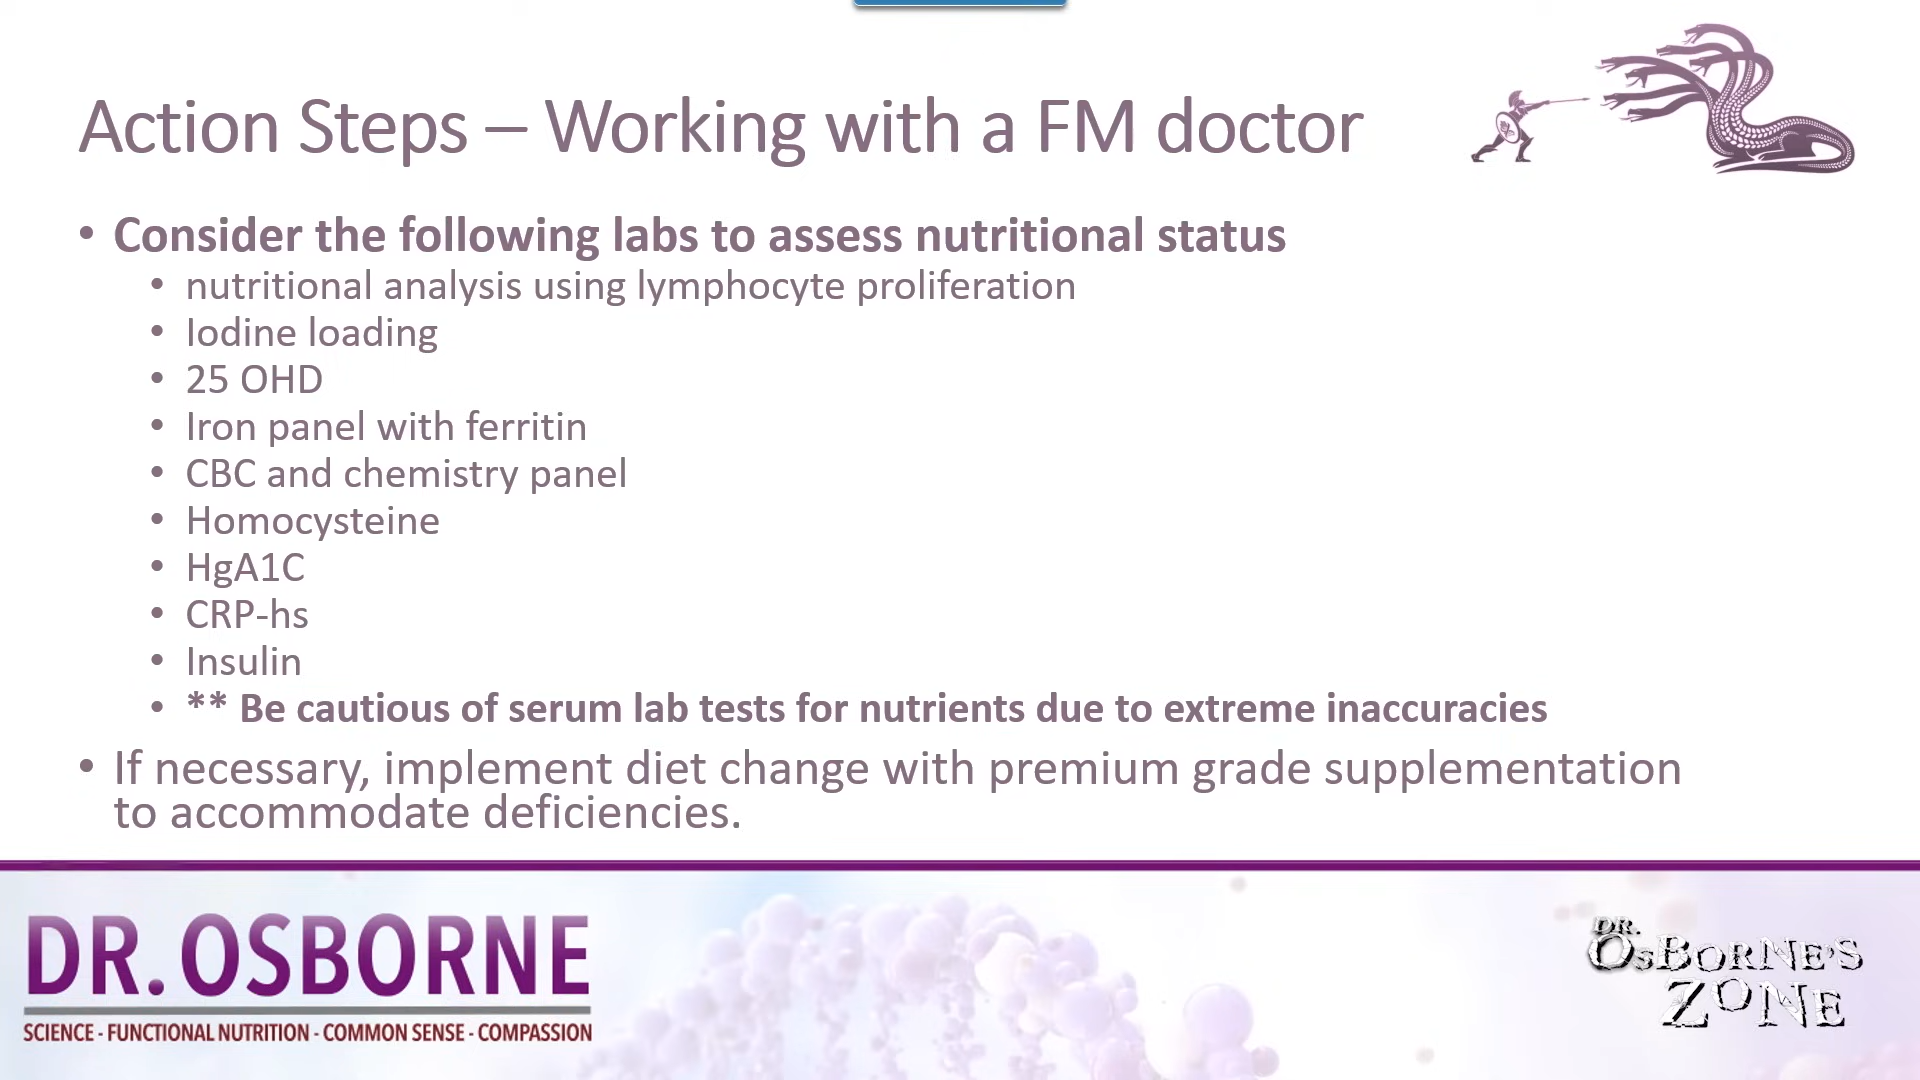 Action Steps – Working with a FM doctor
• Consider the following labs to assess nutritional status
• nutritional analysis using lymphocyte proliferation
• Iodine loading
• 25 OHD
• Iron panel with ferritin
• CBC and chemistry panel
• Homocysteine
• HgA1C
• CRP-hs
• Insulin
• ** Be cautious of serum lab tests for nutrients due to extreme inaccuracies
• If necessary, implement diet change with premium grade supplementation
to accommodate deficiencies.
DR. OSBORNE
SCIENCE - FUNCTIONAL NUTRITION - COMMON SENSE - COMPASSION
DR.
OSBORNE'S
ZONE